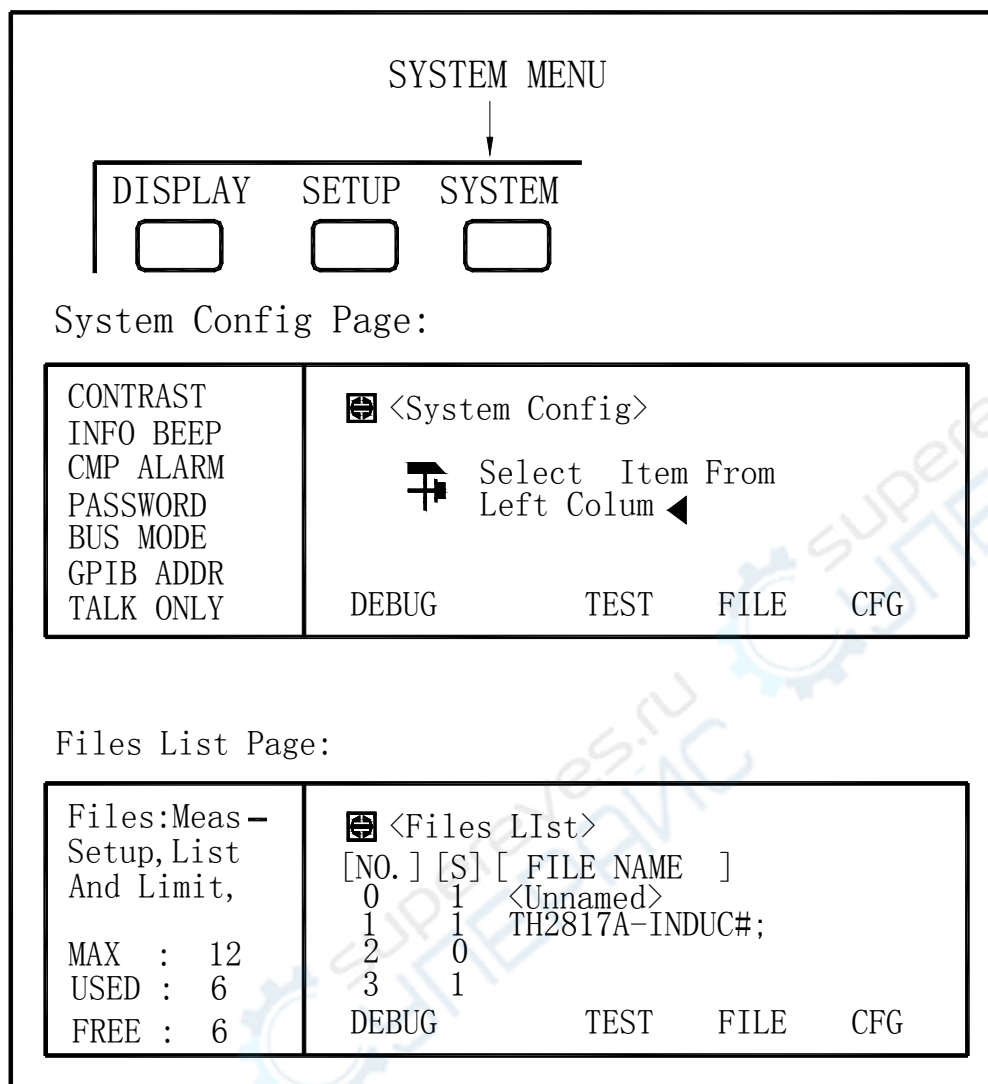 SYSTEM MENU
DISPLAY SETUP SYSTEM
System Config Page:
CONTRAST
INFO BEEP
CMP ALARM
PASSWORD
BUS MODE
GPIB ADDR
TALK ONLY
<System Config>
Select Item From
Left Colum
DEBUG TEST FILE CFG
Files List Page:
Files:Meas-
Setup,List
And Limit,
MAX : 12
USED : 6
FREE : 6
<Files LIst>
[NO.] [S] [ FILE NAME ]
0 1 <Unnamed>
1 1 TH2817A-INDUC#;
2 0
3 1
DEBUG TEST FILE CFG
supereyes.ru
СУПЕРАЙС